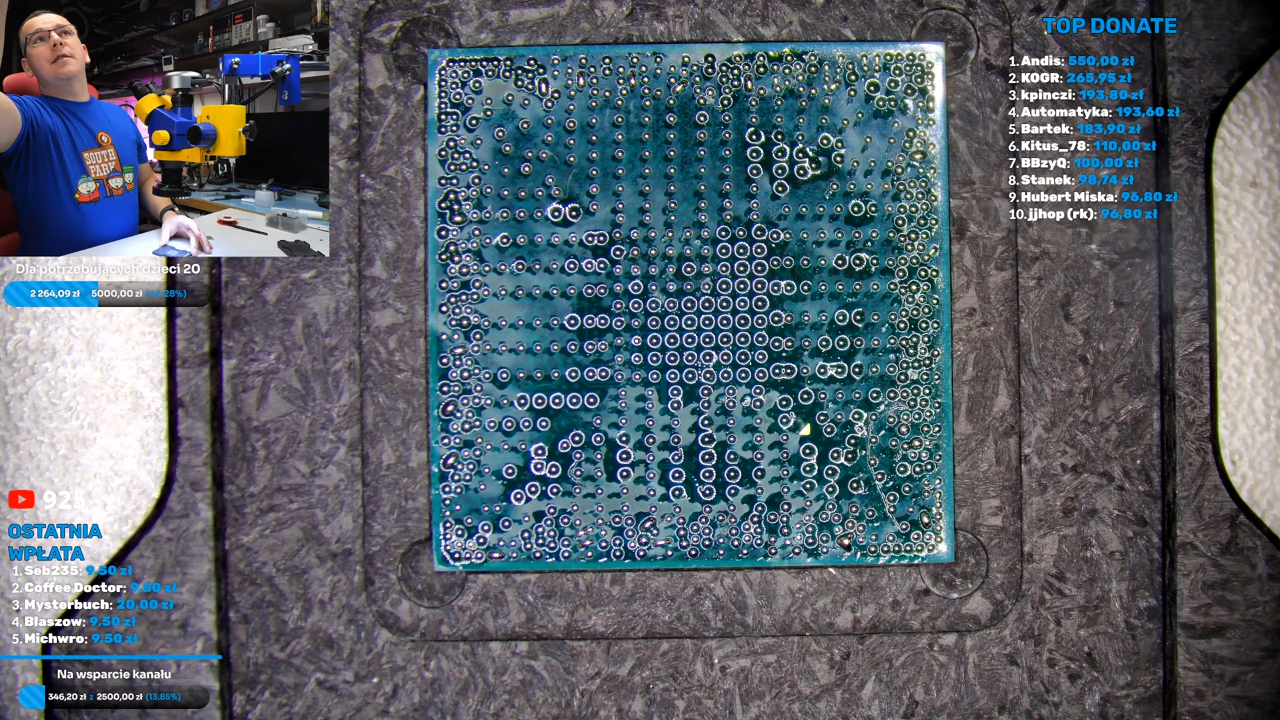 SOUTH
PARK
Dla potrzebujących dzieci 20
2 264,09 zł 5000,00 zł
925
OSTATNIA
WPŁATA
1. Seb235: 9,50 zł
2. Coffee Doctor: 9,50 zł
3. Mysterbuch: 20,00 zł
4. Blaszow: 9,50 zł
5. Michwro: 9,50 zł
Na wsparcie kanału
346,20 zł z 2500,00 zł (13,85%)
TOP DONATE
1. Andis: 550,00 zł
2. KOGR: 265,95 zł
3. kpinczi: 193,80 zł
4. Automatyka: 193,60 zł
5. Bartek: 183,90 zł
6. Kitus_78: 110,00 zł
7. BBzyQ: 100,00 zł
8. Stanek: 98,74 zł
9. Hubert Miska: 96,80 zł
10. jjhop (rk): 96,80 zł